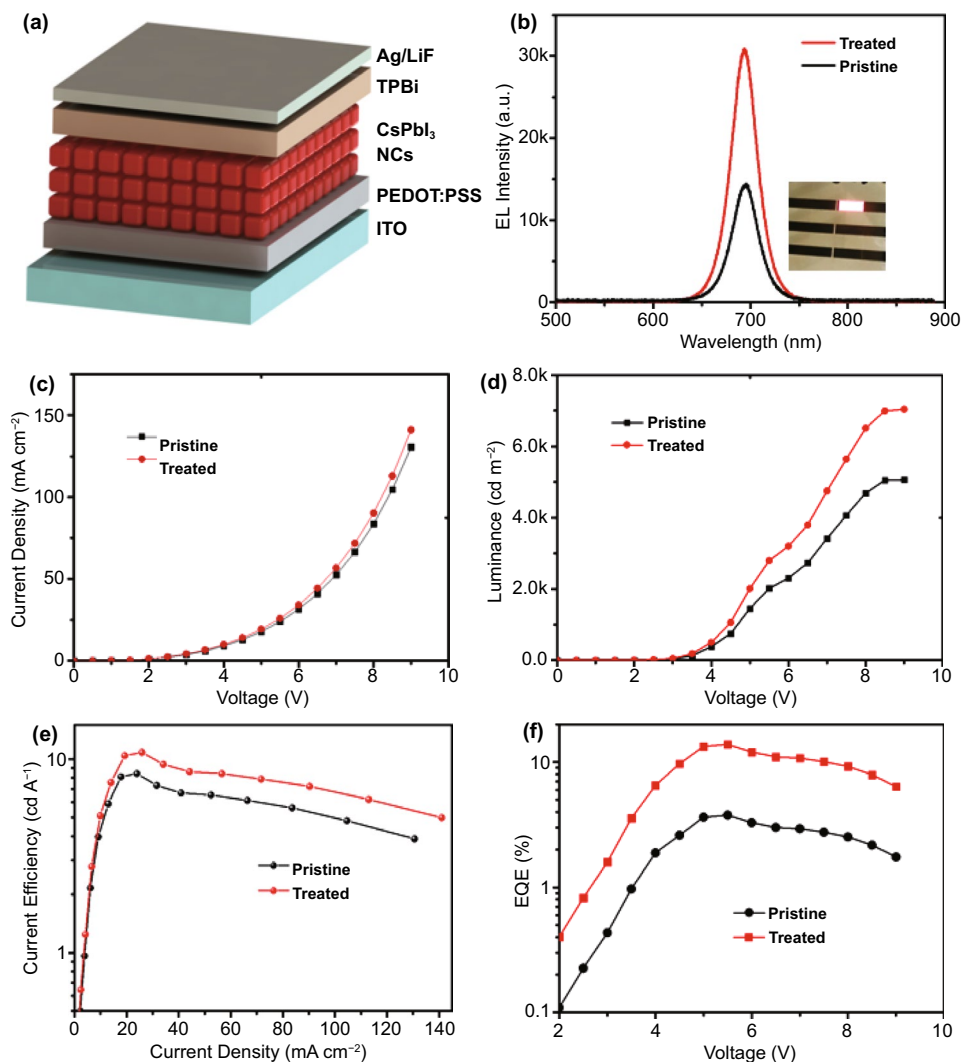 (a)
Ag/LiF
TPBi
CsPbI₃
NCs
PEDOT:PSS
ITO
(b)
Treated
Pristine
EL Intensity (a.u.)
30k
20k
10k
0
500 600 700 800 900
Wavelength (nm)
(c)
Pristine
Treated
Current Density (mA cm⁻²)
150
100
50
0
0 2 4 6 8 10
Voltage (V)
(d)
Pristine
Treated
Luminance (cd m⁻²)
8.0k
6.0k
4.0k
2.0k
0.0
0 2 4 6 8 10
Voltage (V)
(e)
Pristine
Treated
Current Efficiency (cd A⁻¹)
10
1
0 20 40 60 80 100 120 140
Current Density (mA cm⁻²)
(f)
Pristine
Treated
EQE (%)
10
1
0.1
2 4 6 8 10
Voltage (V)